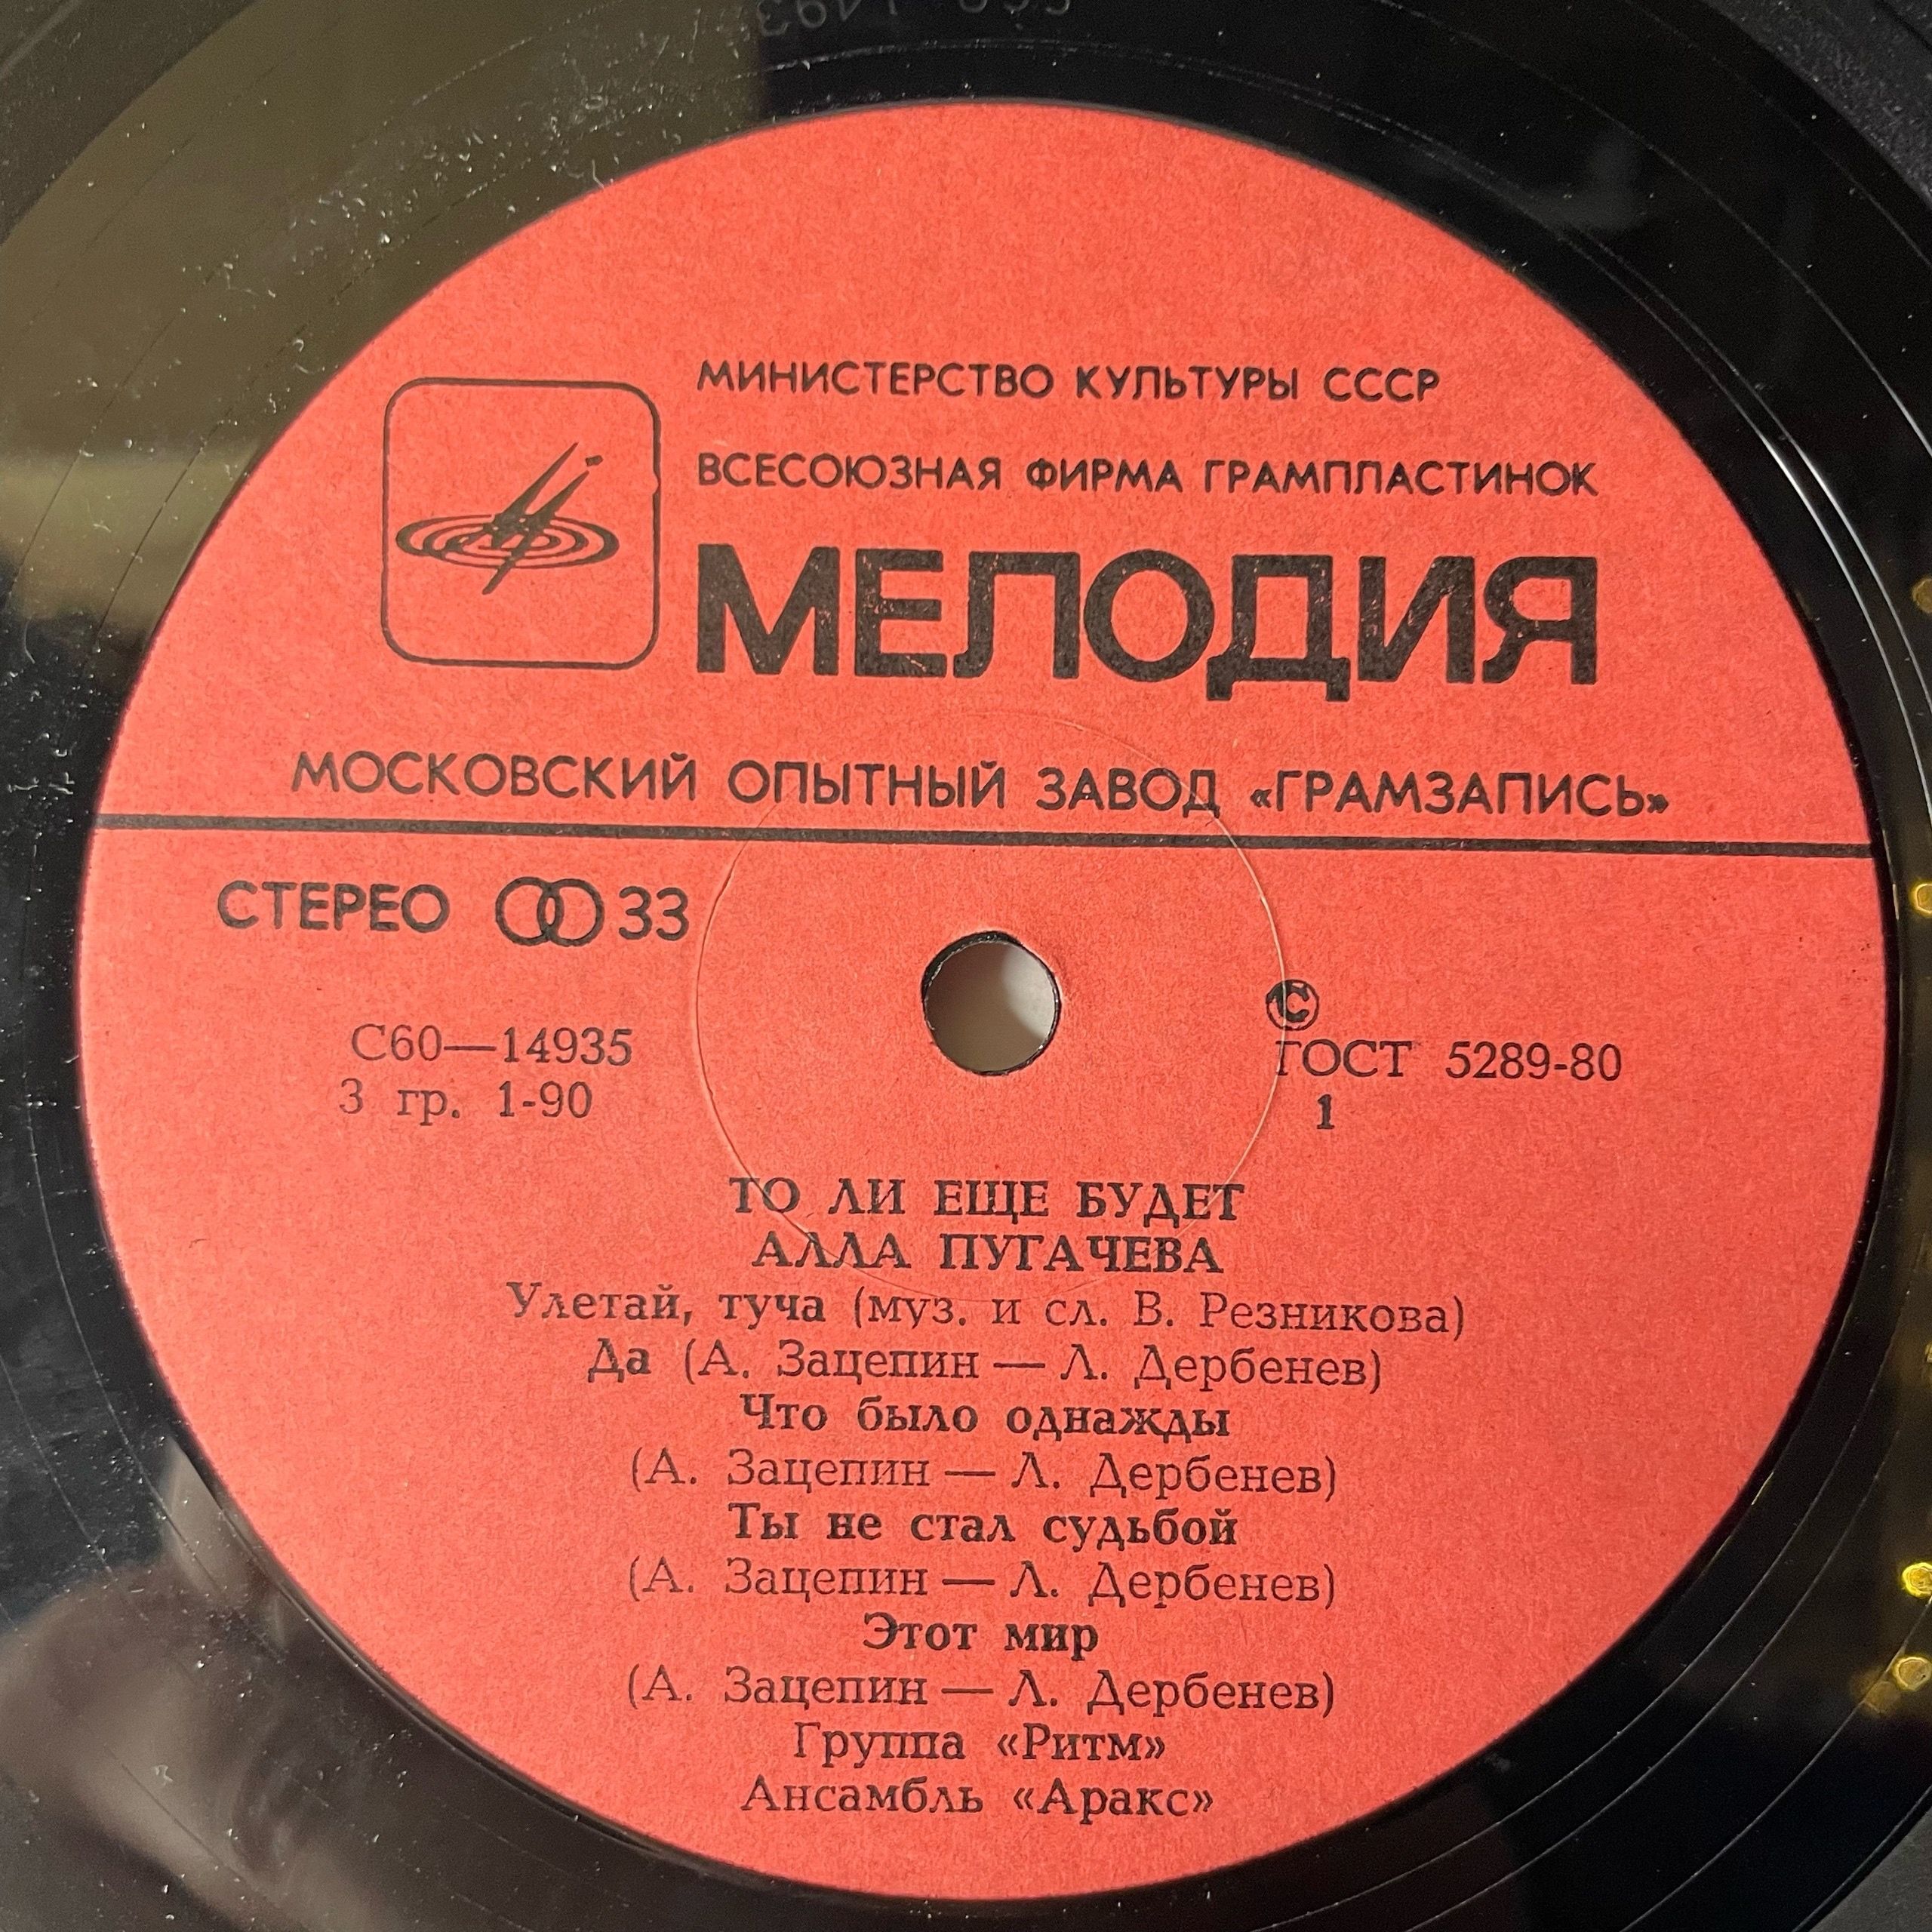 МИНИСТЕРСТВО КУЛЬТУРЫ СССР
ВСЕСОЮЗНАЯ ФИРМА ГРАМПЛАСТИНОК
МЕЛОДИЯ
МОСКОВСКИЙ ОПЫТНЫЙ ЗАВОД «ГРАМЗАПИСЬ»
СТЕРЕО 33
С60—14935
3 гр. 1-90
©
ГОСТ 5289-80
1
ТО ЛИ ЕЩЕ БУДЕТ
АЛЛА ПУГАЧЕВА
Улетай, туча (муз. и сл. В. Резникова)
Да (А. Зацепин — Л. Дербенев)
Что было однажды
(А. Зацепин — Л. Дербенев)
Ты не стал судьбой
(А. Зацепин — Л. Дербенев)
Этот мир
(А. Зацепин — Л. Дербенев)
Группа «Ритм»
Ансамбль «Аракс»